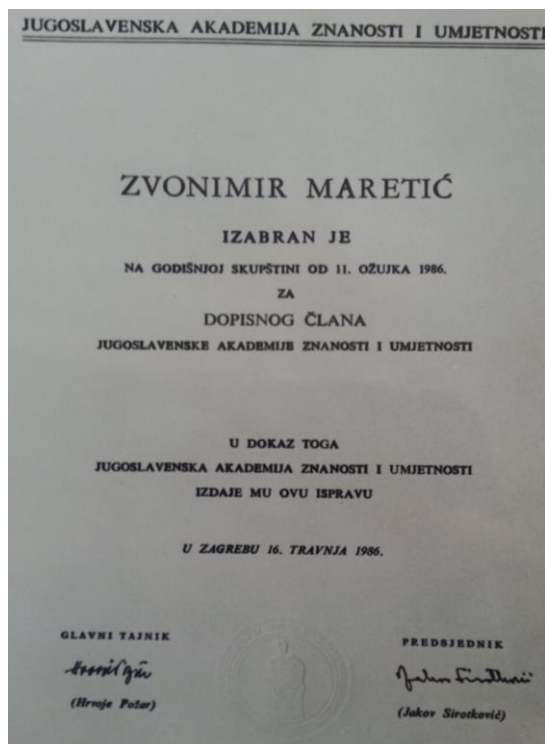 JUGOSLAVENSKA AKADEMIJA ZNANOSTI I UMJETNOSTI
ZVONIMIR MARETIĆ
IZABRAN JE
NA GODIŠNJOJ SKUPŠTINI OD 11. OŽUJKA 1986.
ZA
DOPISNOG ČLANA
JUGOSLAVENSKE AKADEMIJE ZNANOSTI I UMJETNOSTI
U DOKAZ TOGA
JUGOSLAVENSKA AKADEMIJA ZNANOSTI I UMJETNOSTI
IZDAJE MU OVU ISPRAVU
U ZAGREBU 16. TRAVNJA 1986.
GLAVNI TAJNIK
(Hrvoje Požar)
PREDSJEDNIK
(Jakov Sirotković)